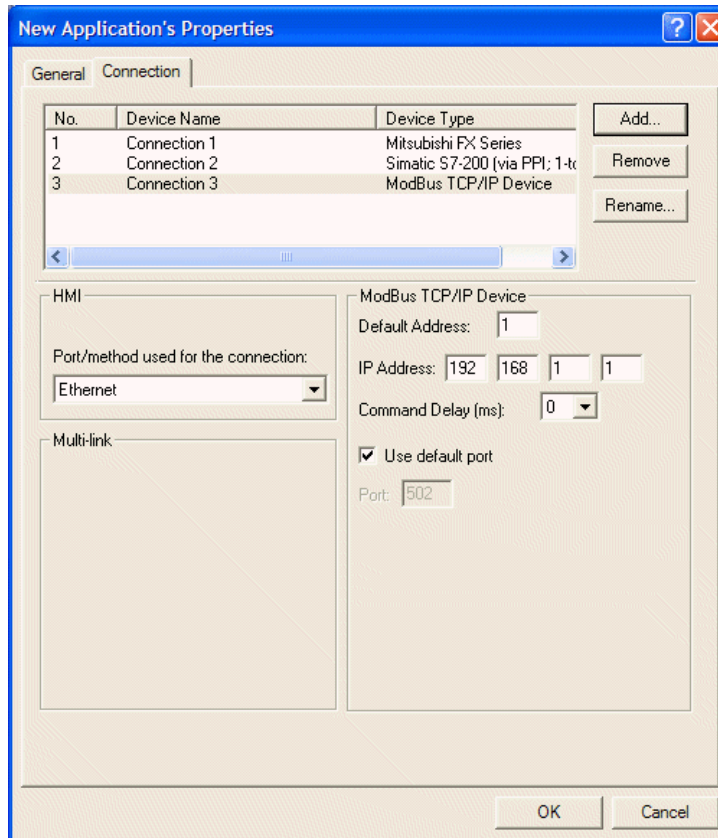 New Application's Properties
General Connection
No. Device Name Device Type
1 Connection 1 Mitsubishi FX Series
2 Connection 2 Simatic S7-200 (via PPI; 1-to
3 Connection 3 ModBus TCP/IP Device
Add...
Remove
Rename...
HMI
Port/method used for the connection:
Ethernet
Multi-link
ModBus TCP/IP Device
Default Address: 1
IP Address: 192 168 1 1
Command Delay (ms): 0
Use default port
Port: 502
OK Cancel